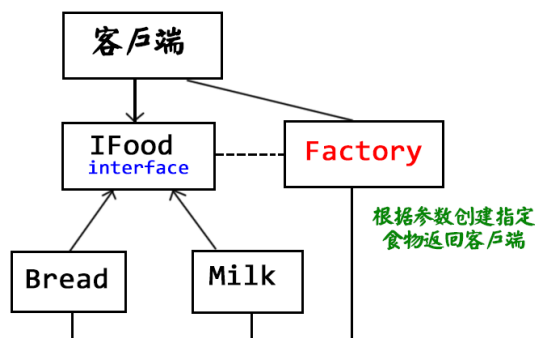 客户端
IFood
interface
Factory
根据参数创建指定
食物返回客户端
Bread
Milk